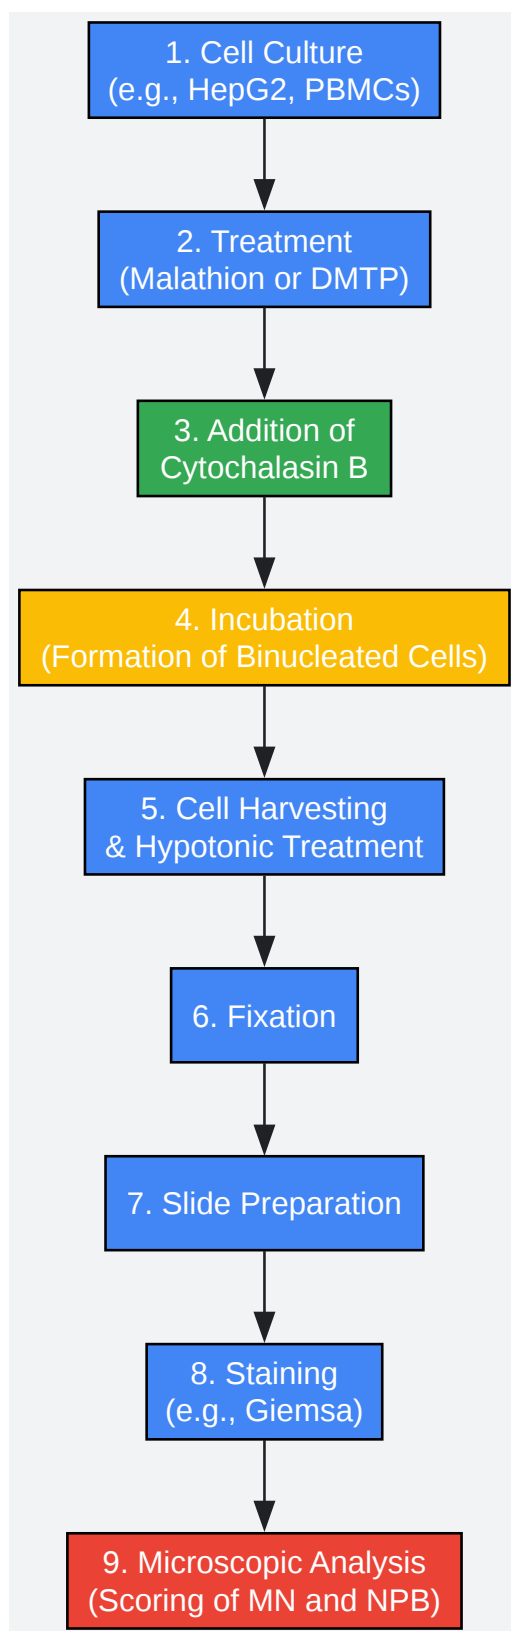 1. Cell Culture
(e.g., HepG2, PBMCs)
2. Treatment
(Malathion or DMTP)
3. Addition of
Cytochalasin B
4. Incubation
(Formation of Binucleated Cells)
5. Cell Harvesting
& Hypotonic Treatment
6. Fixation
7. Slide Preparation
8. Staining
(e.g., Giemsa)
9. Microscopic Analysis
(Scoring of MN and NPB)